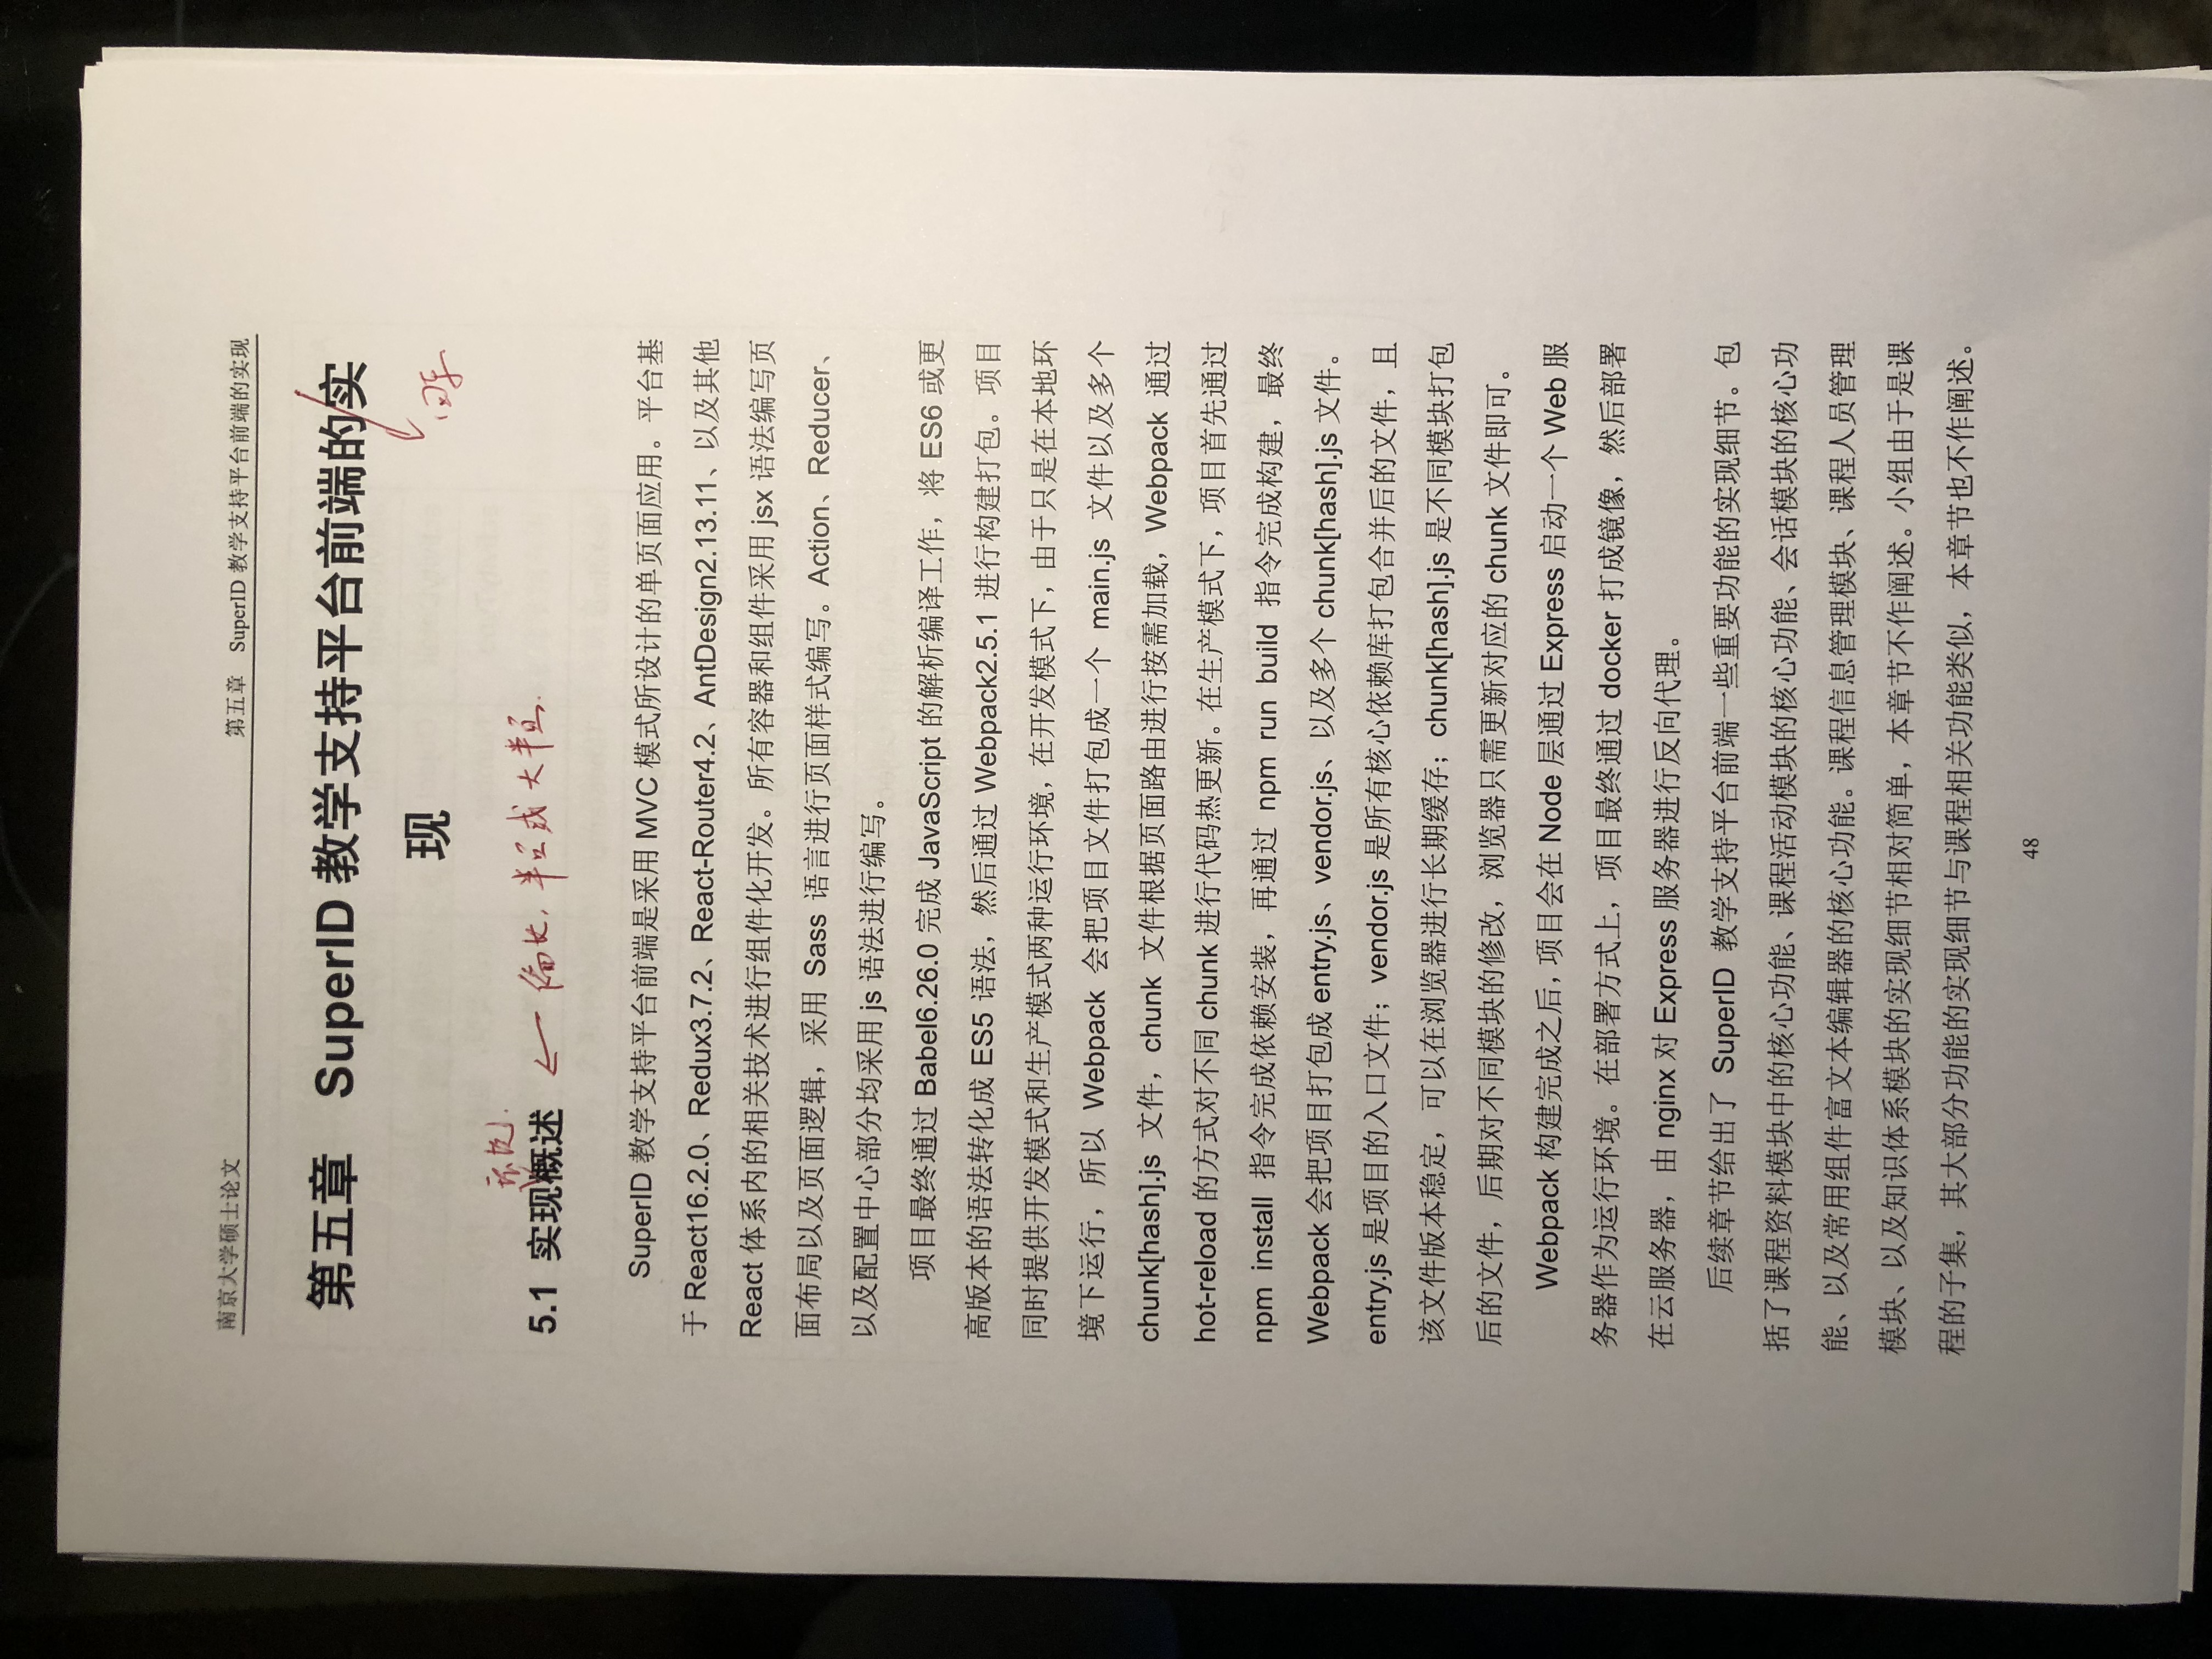 南京大学硕士论文 第五章 SuperID 教学支持平台前端的实现
第五章 SuperID 教学支持平台前端的实
现
回车
环境
5.1 实现概述 ← 偏长, 半页或大半页.
SuperID 教学支持平台前端是采用 MVC 模式所设计的单页面应用。平台基
于 React16.2.0、Redux3.7.2、React-Router4.2、AntDesign2.13.11、以及其他
React 体系内的相关技术进行组件化开发。所有容器和组件采用 jsx 语法编写页
面布局以及页面逻辑，采用 Sass 语言进行页面样式编写。Action、Reducer、
以及配置中心部分均采用 js 语法进行编写。
项目最终通过 Babel6.26.0 完成 JavaScript 的解析编译工作，将 ES6 或更
高版本的语法转化成 ES5 语法，然后通过 Webpack2.5.1 进行构建打包。项目
同时提供开发模式和生产模式两种运行环境，在开发模式下，由于只是在本地环
境下运行，所以 Webpack 会把项目文件打包成一个 main.js 文件以及多个
chunk[hash].js 文件，chunk 文件根据页面路由进行按需加载，Webpack 通过
hot-reload 的方式对不同 chunk 进行代码热更新。在生产模式下，项目首先通过
npm install 指令完成依赖安装，再通过 npm run build 指令完成构建，最终
Webpack 会把项目打包成 entry.js、vendor.js、以及多个 chunk[hash].js 文件。
entry.js 是项目的入口文件；vendor.js 是所有核心依赖库打包合并后的文件，且
该文件版本稳定，可以在浏览器进行长期缓存；chunk[hash].js 是不同模块打包
后的文件，后期对不同模块的修改，浏览器只需更新对应的 chunk 文件即可。
Webpack 构建完成之后，项目会在 Node 层通过 Express 启动一个 Web 服
务器作为运行环境。在部署方式上，项目最终通过 docker 打成镜像，然后部署
在云服务器，由 nginx 对 Express 服务器进行反向代理。
后续章节给出了 SuperID 教学支持平台前端一些重要功能的实现细节。包
括了课程资料模块中的核心功能、课程活动模块的核心功能、会话模块的核心功
能、以及常用组件富文本编辑器的核心功能。课程信息管理模块、课程人员管理
模块、以及知识体系模块的实现细节相对简单，本章节不作阐述。小组由于是课
程的子集，其大部分功能的实现细节与课程相关功能类似，本章节也不作阐述。
48